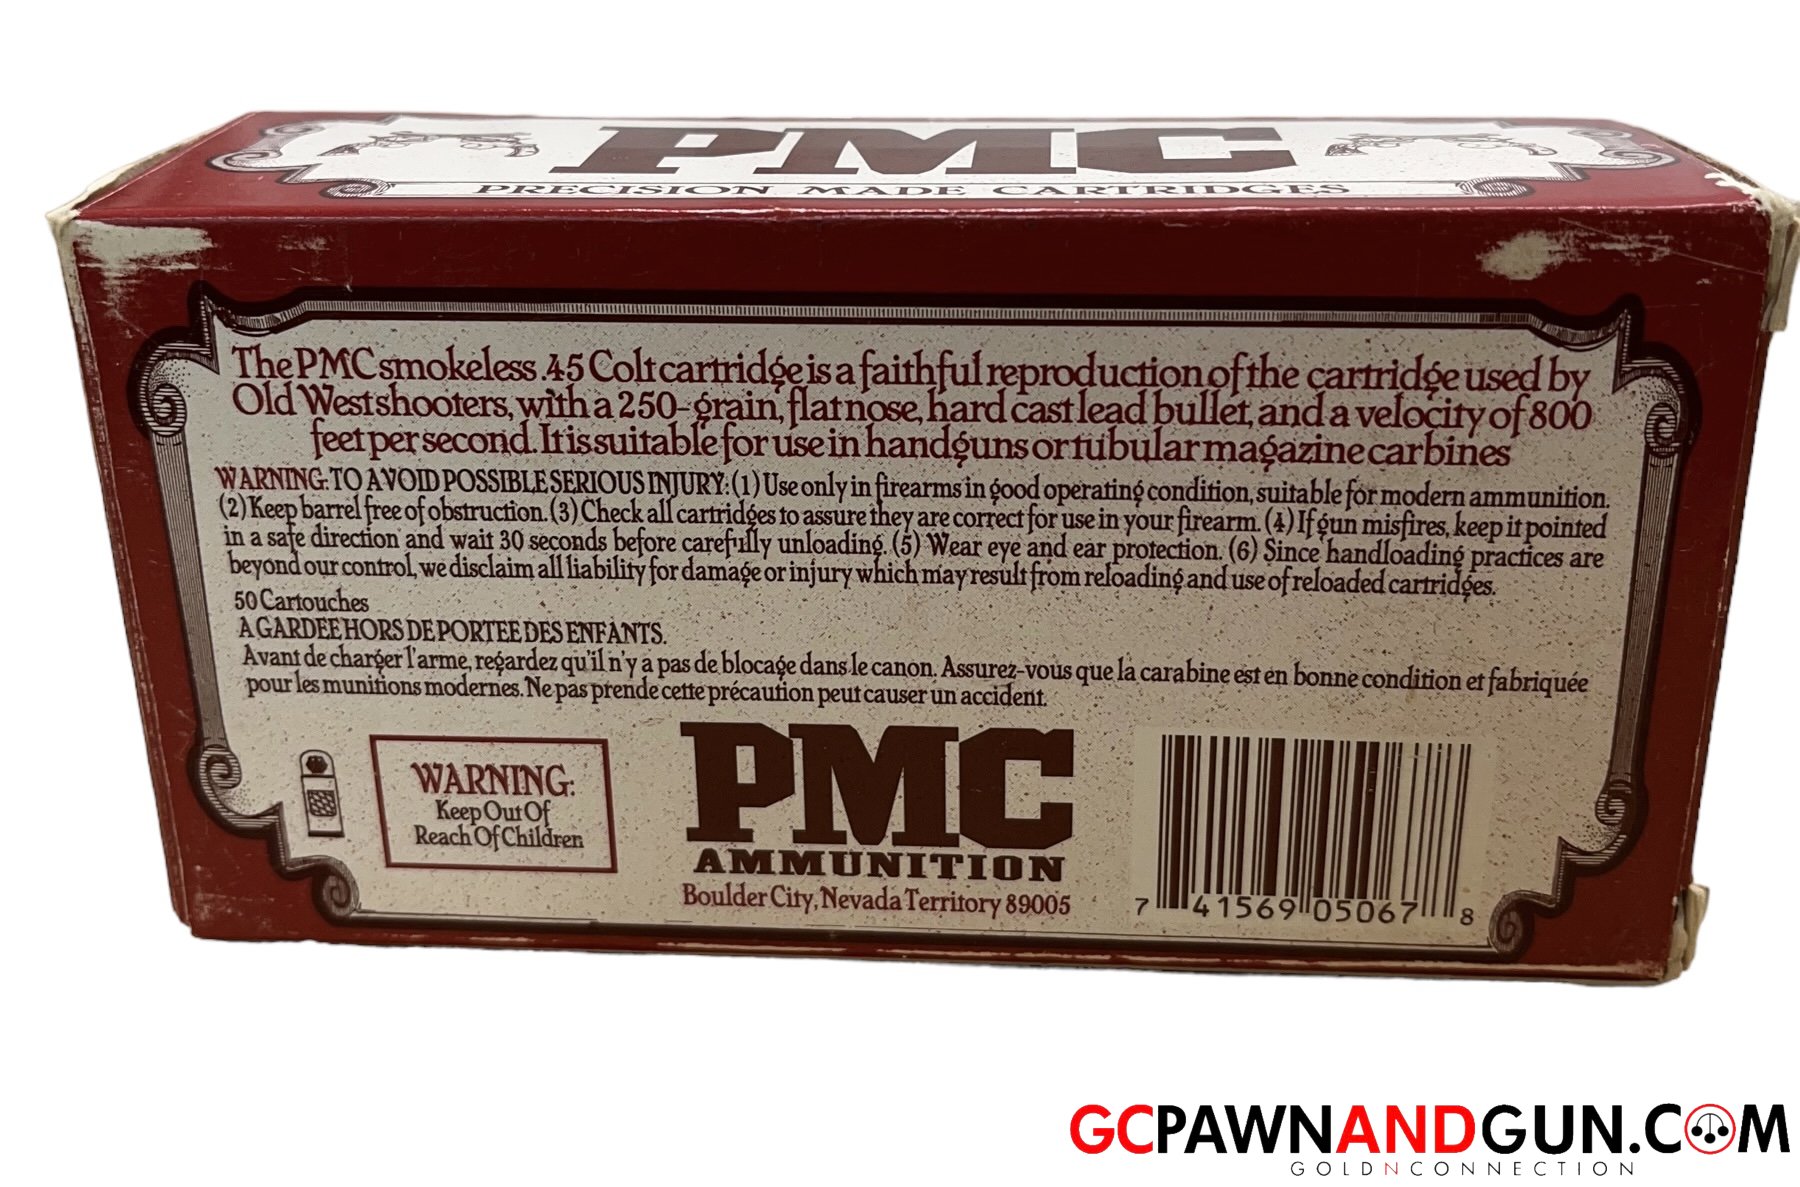 PMC
PRECISION MADE CARTRIDGES
The PMC smokeless .45 Colt cartridge is a faithful reproduction of the cartridge used by
Old West shooters, with a 250-grain, flat nose, hard cast lead bullet, and a velocity of 800
feet per second. It is suitable for use in handguns or tubular magazine carbines
WARNING: TO AVOID POSSIBLE SERIOUS INJURY: (1) Use only in firearms in good operating condition, suitable for modern ammunition.
(2) Keep barrel free of obstruction. (3) Check all cartridges to assure they are correct for use in your firearm. (4) If gun misfires, keep it pointed
in a safe direction and wait 30 seconds before carefully unloading. (5) Wear eye and ear protection. (6) Since handloading practices are
beyond our control, we disclaim all liability for damage or injury which may result from reloading and use of reloaded cartridges.
50 Cartouches
A GARDEE HORS DE PORTEE DES ENFANTS.
Avant de charger l'arme, regardez qu'il n'y a pas de blocage dans le canon. Assurez-vous que la carabine est en bonne condition et fabriquée
pour les munitions modernes. Ne pas prende cette précaution peut causer un accident.
WARNING:
Keep Out Of
Reach Of Children
PMC
AMMUNITION
Boulder City, Nevada Territory 89005
7 41569 05067 8
GCPAWNANDGUN.COM
GOLDNCONNECTION